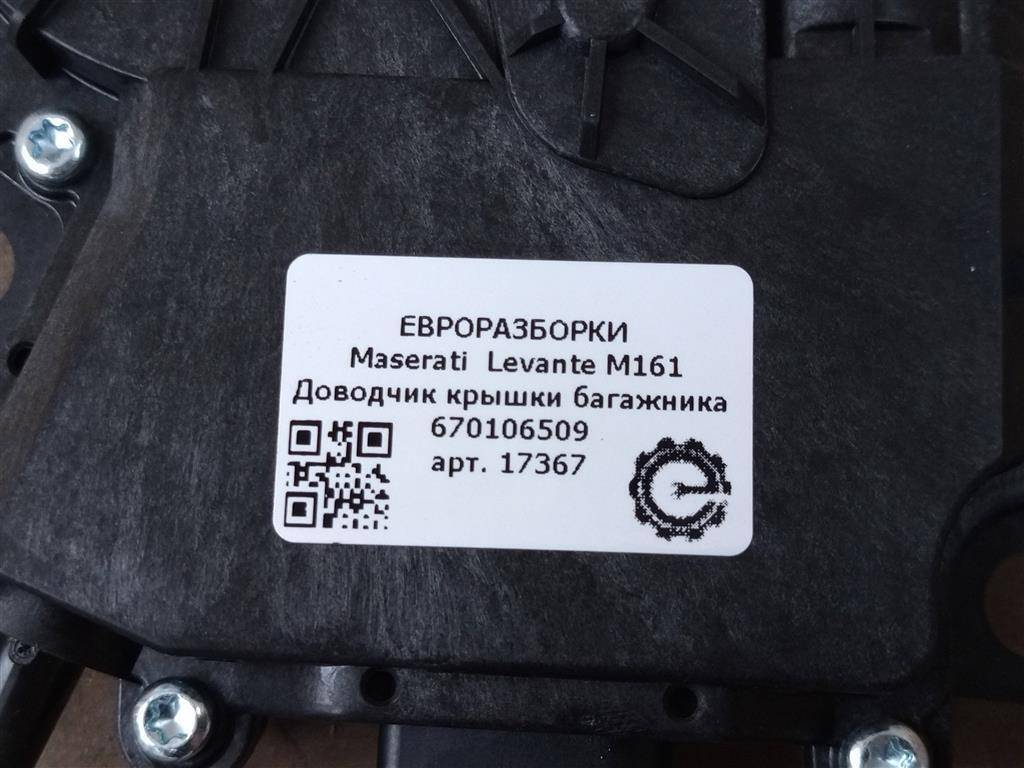 ЕВРОРАЗБОРКИ
Maserati Levante M161
Доводчик крышки багажника
670106509
арт. 17367